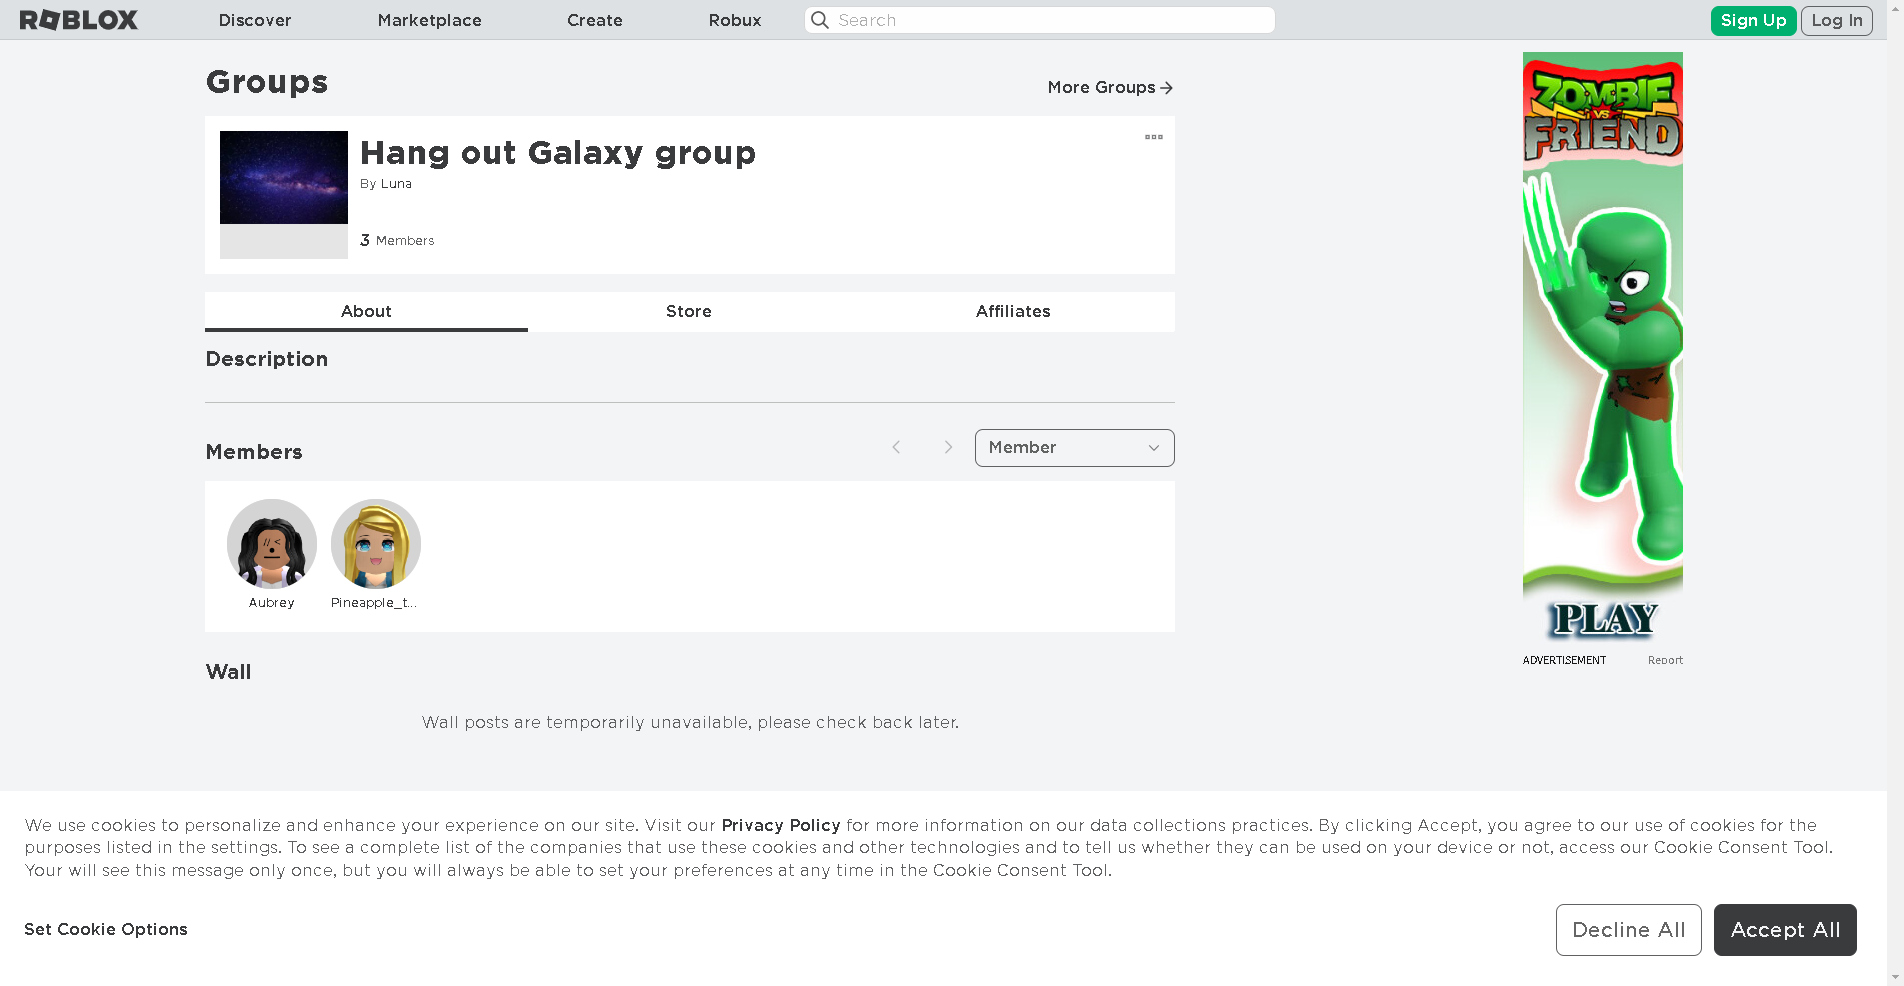 ROBLOX Discover Marketplace Create Robux Search Sign Up Log In
Groups
More Groups
Hang out Galaxy group
By Luna
3 Members
About Store Affiliates
Description
Members
Member
Aubrey Pineapple_t...
Wall
Wall posts are temporarily unavailable, please check back later.
ZOMBIE
VS
FRIEND
PLAY
ADVERTISEMENT Report
We use cookies to personalize and enhance your experience on our site. Visit our Privacy Policy for more information on our data collections practices. By clicking Accept, you agree to our use of cookies for the
purposes listed in the settings. To see a complete list of the companies that use these cookies and other technologies and to tell us whether they can be used on your device or not, access our Cookie Consent Tool.
Your will see this message only once, but you will always be able to set your preferences at any time in the Cookie Consent Tool.
Set Cookie Options
Decline All Accept All